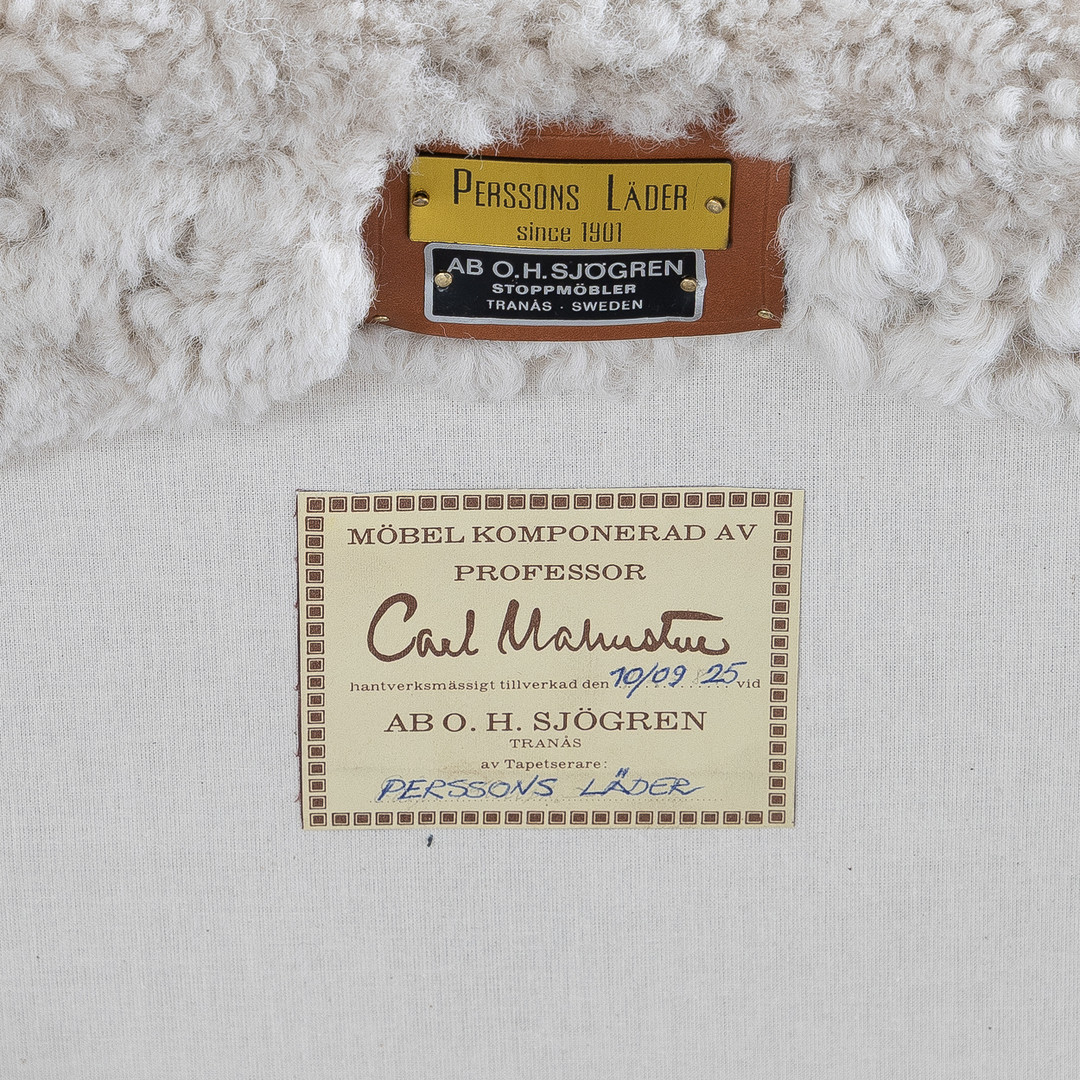 PERSSONS LÄDER
since 1901
AB O.H. SJÖGREN
STOPPMÖBLER
TRANÅS · SWEDEN
MÖBEL KOMPONERAD AV
PROFESSOR
Carl Malmsten
hantverksmässigt tillverkad den 10/09 25 vid
AB O. H. SJÖGREN
TRANÅS
av Tapetserare:
PERSSONS LÄDER